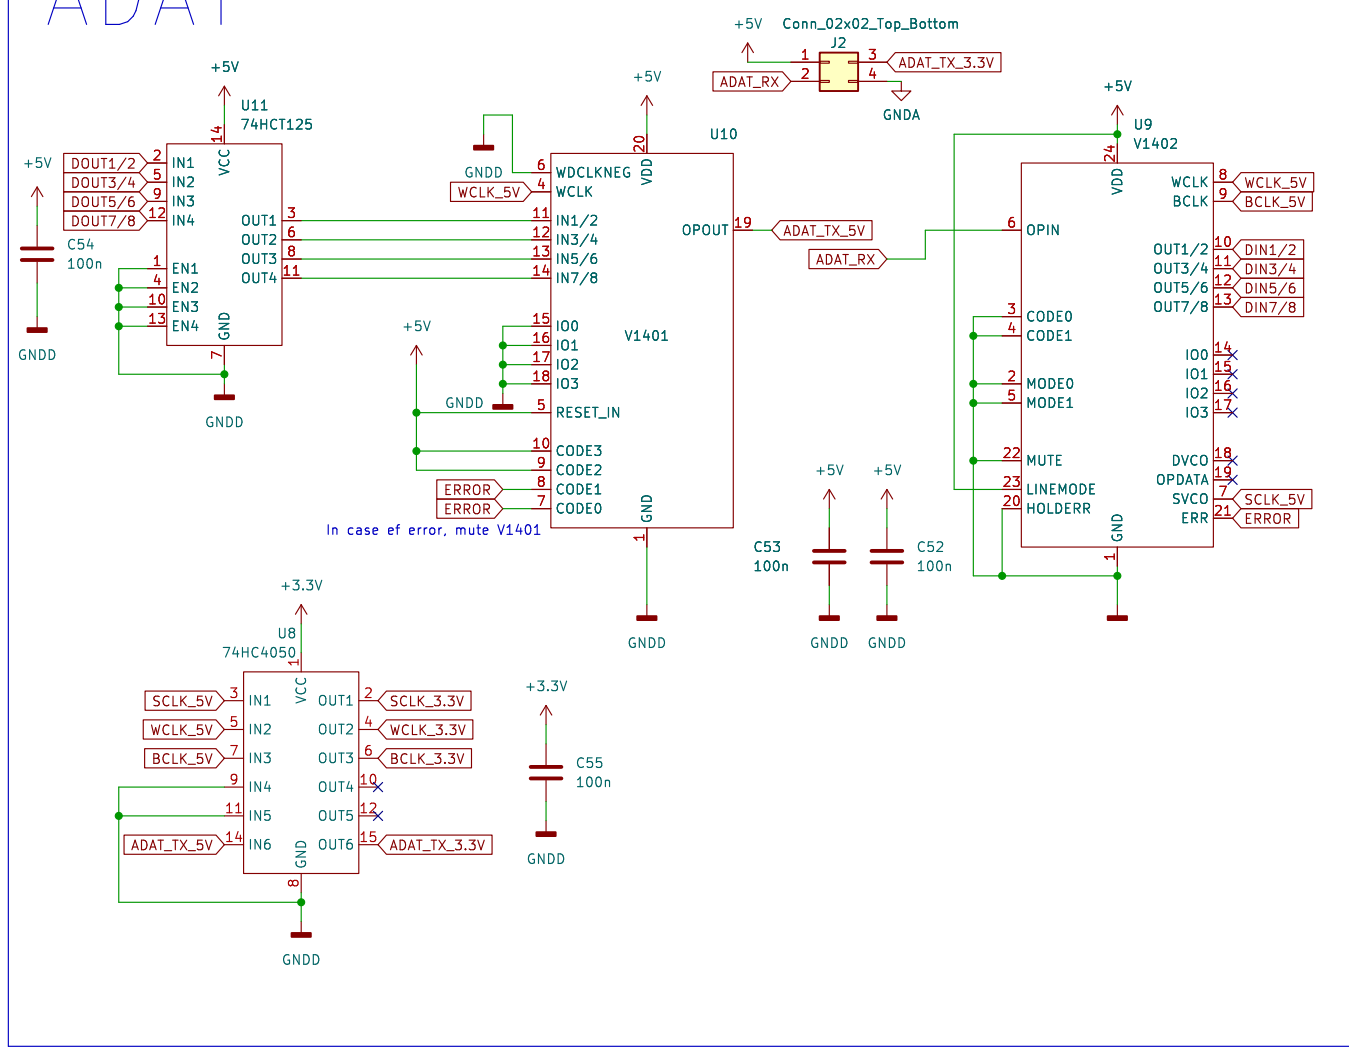 ADAT
+5V
U11
74HCT125
14
VCC
+5V
C54
100n
GNDD
DOUT1/2
2
IN1
DOUT3/4
5
IN2
DOUT5/6
9
IN3
DOUT7/8
12
IN4
OUT1
3
OUT2
6
OUT3
8
OUT4
11
1
EN1
4
EN2
10
EN3
13
EN4
GND
7
GNDD
+5V
20
VDD
U10
GNDD
6
WDCLKNEG
WCLK_5V
4
WCLK
11
IN1/2
12
IN3/4
13
IN5/6
14
IN7/8
OPOUT
19
ADAT_TX_5V
15
IO0
16
IO1
17
IO2
18
IO3
V1401
+5V
GNDD
5
RESET_IN
10
CODE3
9
CODE2
ERROR
8
CODE1
ERROR
7
CODE0
GND
1
GNDD
In case ef error, mute V1401
+5V
Conn_02x02_Top_Bottom
J2
1
3
ADAT_TX_3.3V
ADAT_RX
2
4
GNDA
+5V
24
VDD
U9
V1402
WCLK
8
WCLK_5V
BCLK
9
BCLK_5V
ADAT_RX
6
OPIN
OUT1/2
10
DIN1/2
OUT3/4
11
DIN3/4
OUT5/6
12
DIN5/6
OUT7/8
13
DIN7/8
3
CODE0
4
CODE1
IO0
14
IO1
15
IO2
16
IO3
17
2
MODE0
5
MODE1
22
MUTE
23
LINEMODE
20
HOLDERR
DVCO
18
OPDATA
19
SVCO
7
SCLK_5V
ERR
21
ERROR
GND
1
+5V
C53
100n
GNDD
+5V
C52
100n
GNDD
+3.3V
U8
74HC4050
1
VCC
SCLK_5V
3
IN1
OUT1
2
SCLK_3.3V
WCLK_5V
5
IN2
OUT2
4
WCLK_3.3V
BCLK_5V
7
IN3
OUT3
6
BCLK_3.3V
9
IN4
OUT4
10
11
IN5
OUT5
12
ADAT_TX_5V
14
IN6
OUT6
15
ADAT_TX_3.3V
GND
8
GNDD
+3.3V
C55
100n
GNDD